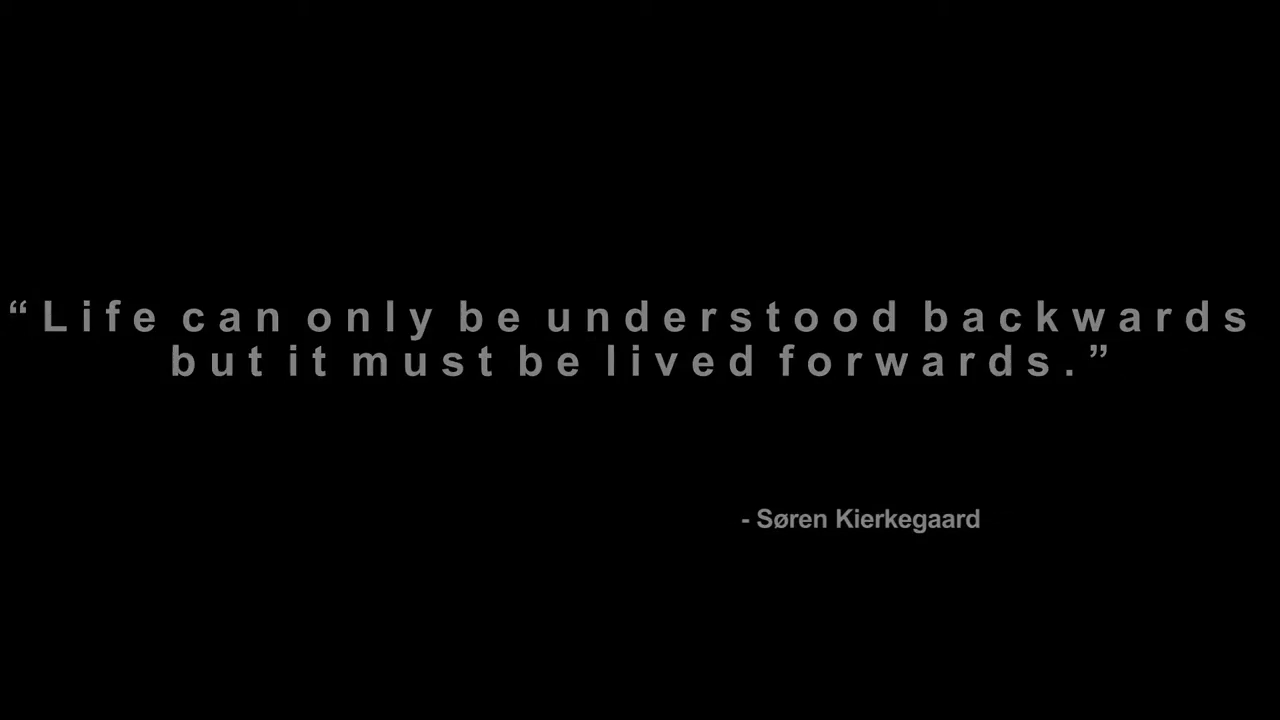 “Life can only be understood backwards
but it must be lived forwards.”
- Søren Kierkegaard